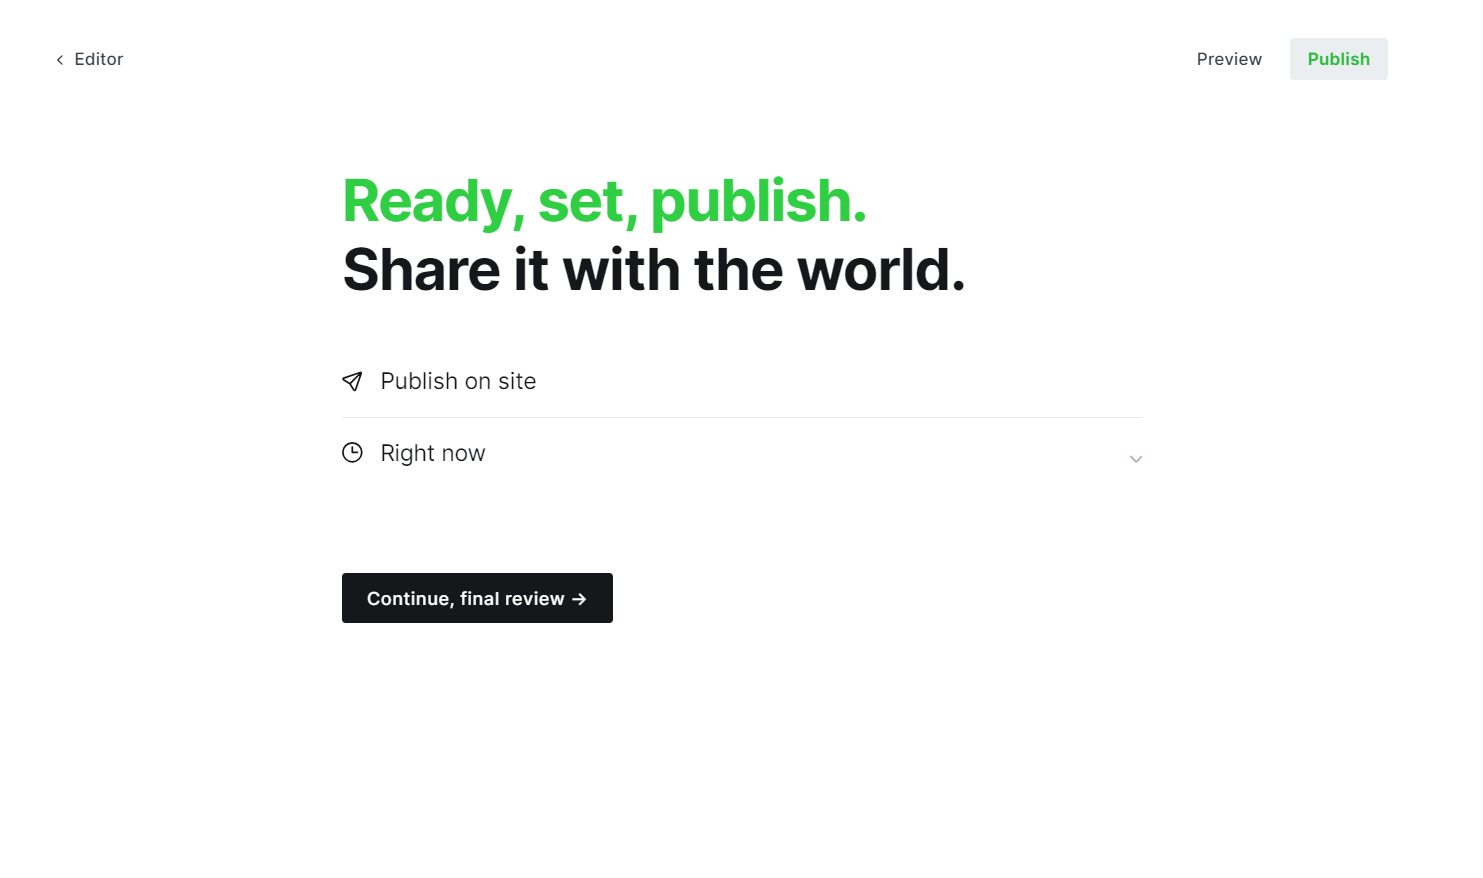 Editor
Preview
Publish
Ready, set, publish.
Share it with the world.
Publish on site
Right now
Continue, final review →